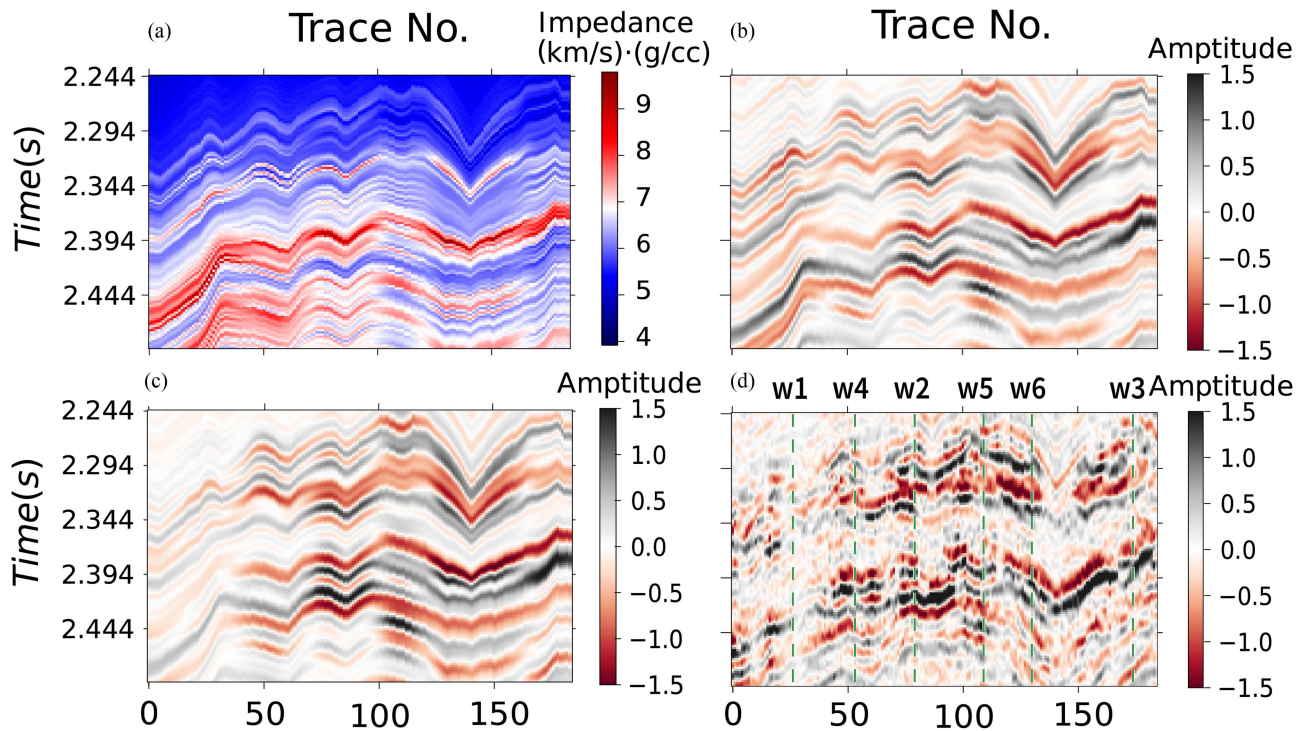 (a)
Trace No.
Impedance
(km/s)·(g/cc)
2.244
2.294
2.344
2.394
2.444
Time(s)
9
8
7
6
5
4
(b)
Trace No.
Amptitude
1.5
1.0
0.5
0.0
−0.5
−1.0
−1.5
(c)
Amptitude
2.244
2.294
2.344
2.394
2.444
Time(s)
1.5
1.0
0.5
0.0
−0.5
−1.0
−1.5
0 50 100 150
(d)
w1 w4 w2 w5 w6 w3
Amptitude
1.5
1.0
0.5
0.0
−0.5
−1.0
−1.5
0 50 100 150